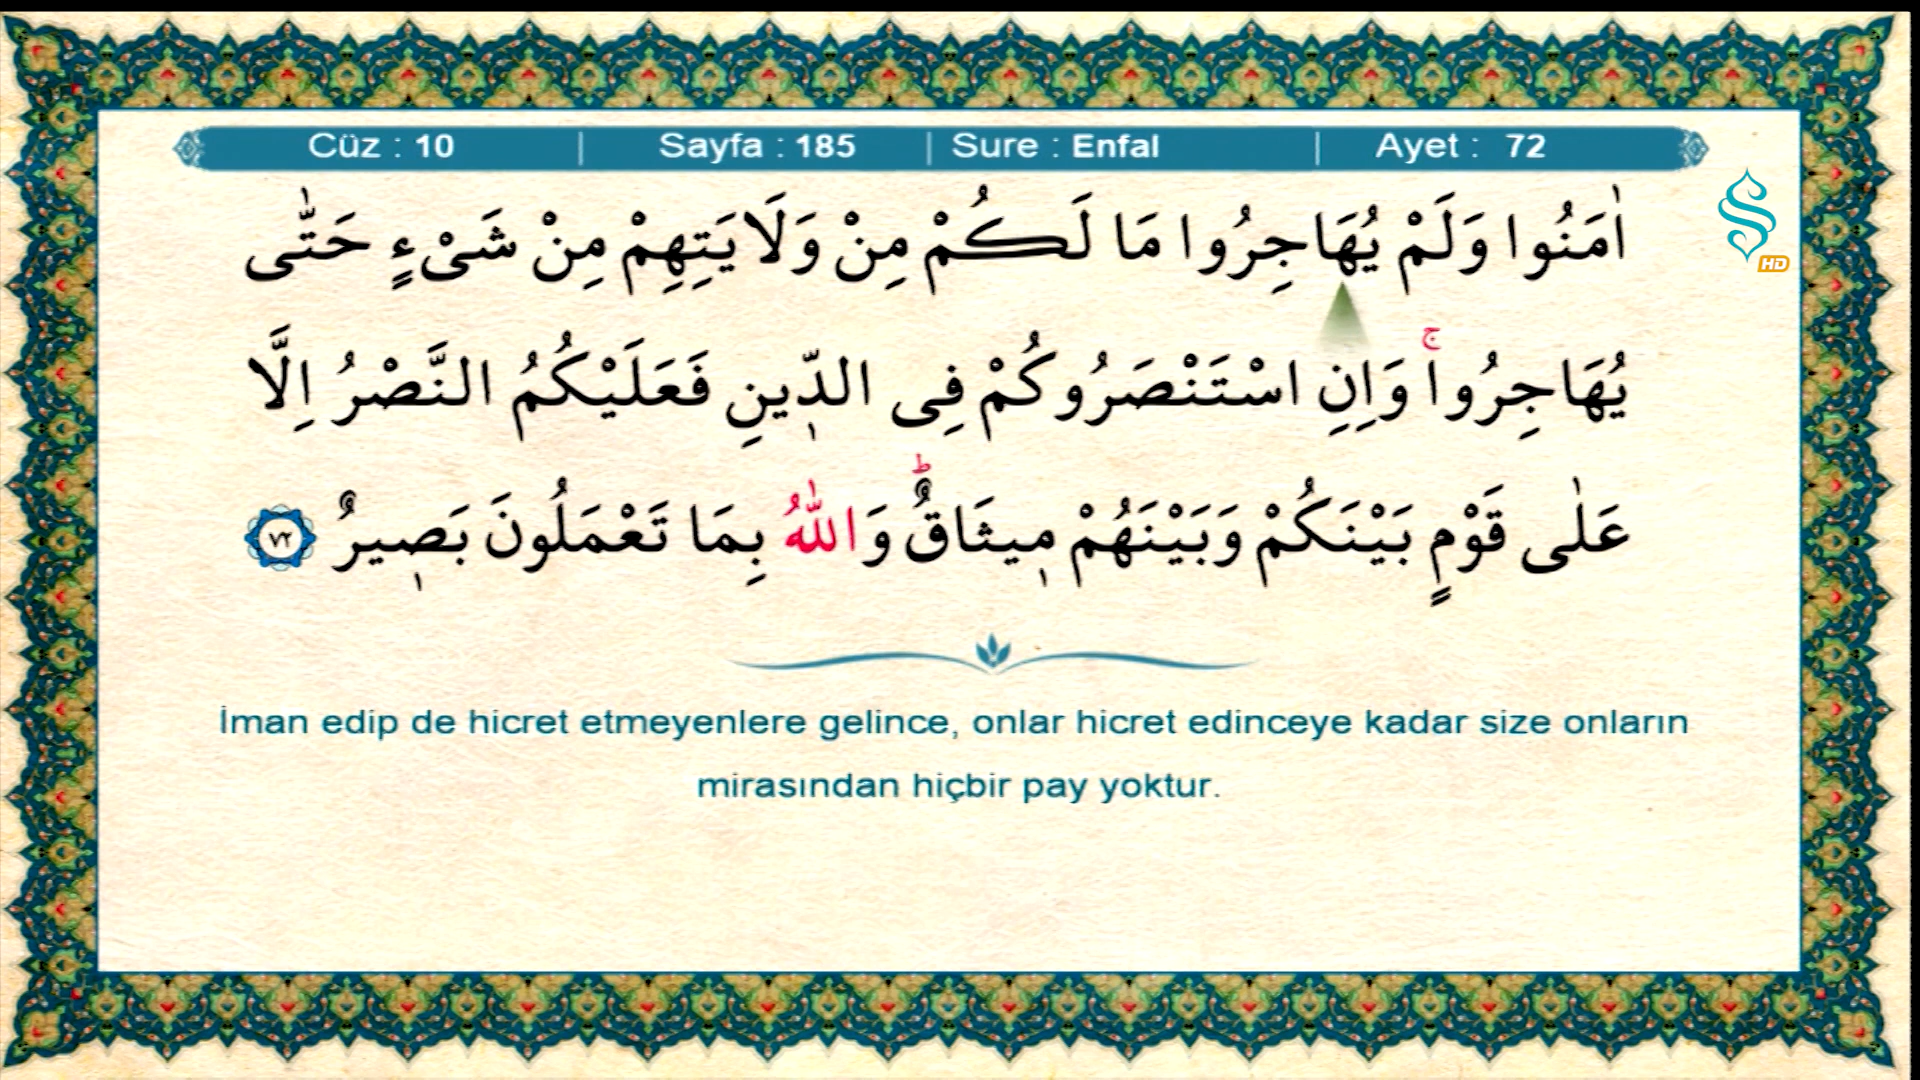 Cüz : 10 | Sayfa : 185 | Sure : Enfal | Ayet : 72
اٰمَنُوا وَلَمْ يُهَاجِرُوا مَا لَكُمْ مِنْ وَلَايَتِهِمْ مِنْ شَىْءٍ حَتّٰى
HD
يُهَاجِرُواۚ وَاِنِ اسْتَنْصَرُوكُمْ فِى الدّ۪ينِ فَعَلَيْكُمُ النَّصْرُ اِلَّا
عَلٰى قَوْمٍ بَيْنَكُمْ وَبَيْنَهُمْ م۪يثَاقٌۜ وَاللّٰهُ بِمَا تَعْمَلُونَ بَص۪يرٌ ٧٢
İman edip de hicret etmeyenlere gelince, onlar hicret edinceye kadar size onların
mirasından hiçbir pay yoktur.